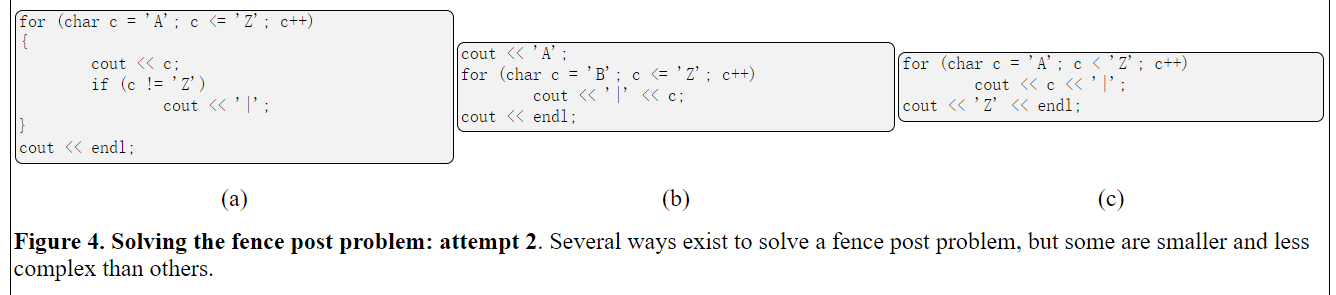 for (char c = 'A'; c <= 'Z'; c++)
{
        cout << c;
        if (c != 'Z')
                cout << '|';
}
cout << endl;
cout << 'A';
for (char c = 'B'; c <= 'Z'; c++)
        cout << '|' << c;
cout << endl;
for (char c = 'A'; c < 'Z'; c++)
        cout << c << '|';
cout << 'Z' << endl;
(a)
(b)
(c)
Figure 4. Solving the fence post problem: attempt 2. Several ways exist to solve a fence post problem, but some are smaller and less
complex than others.